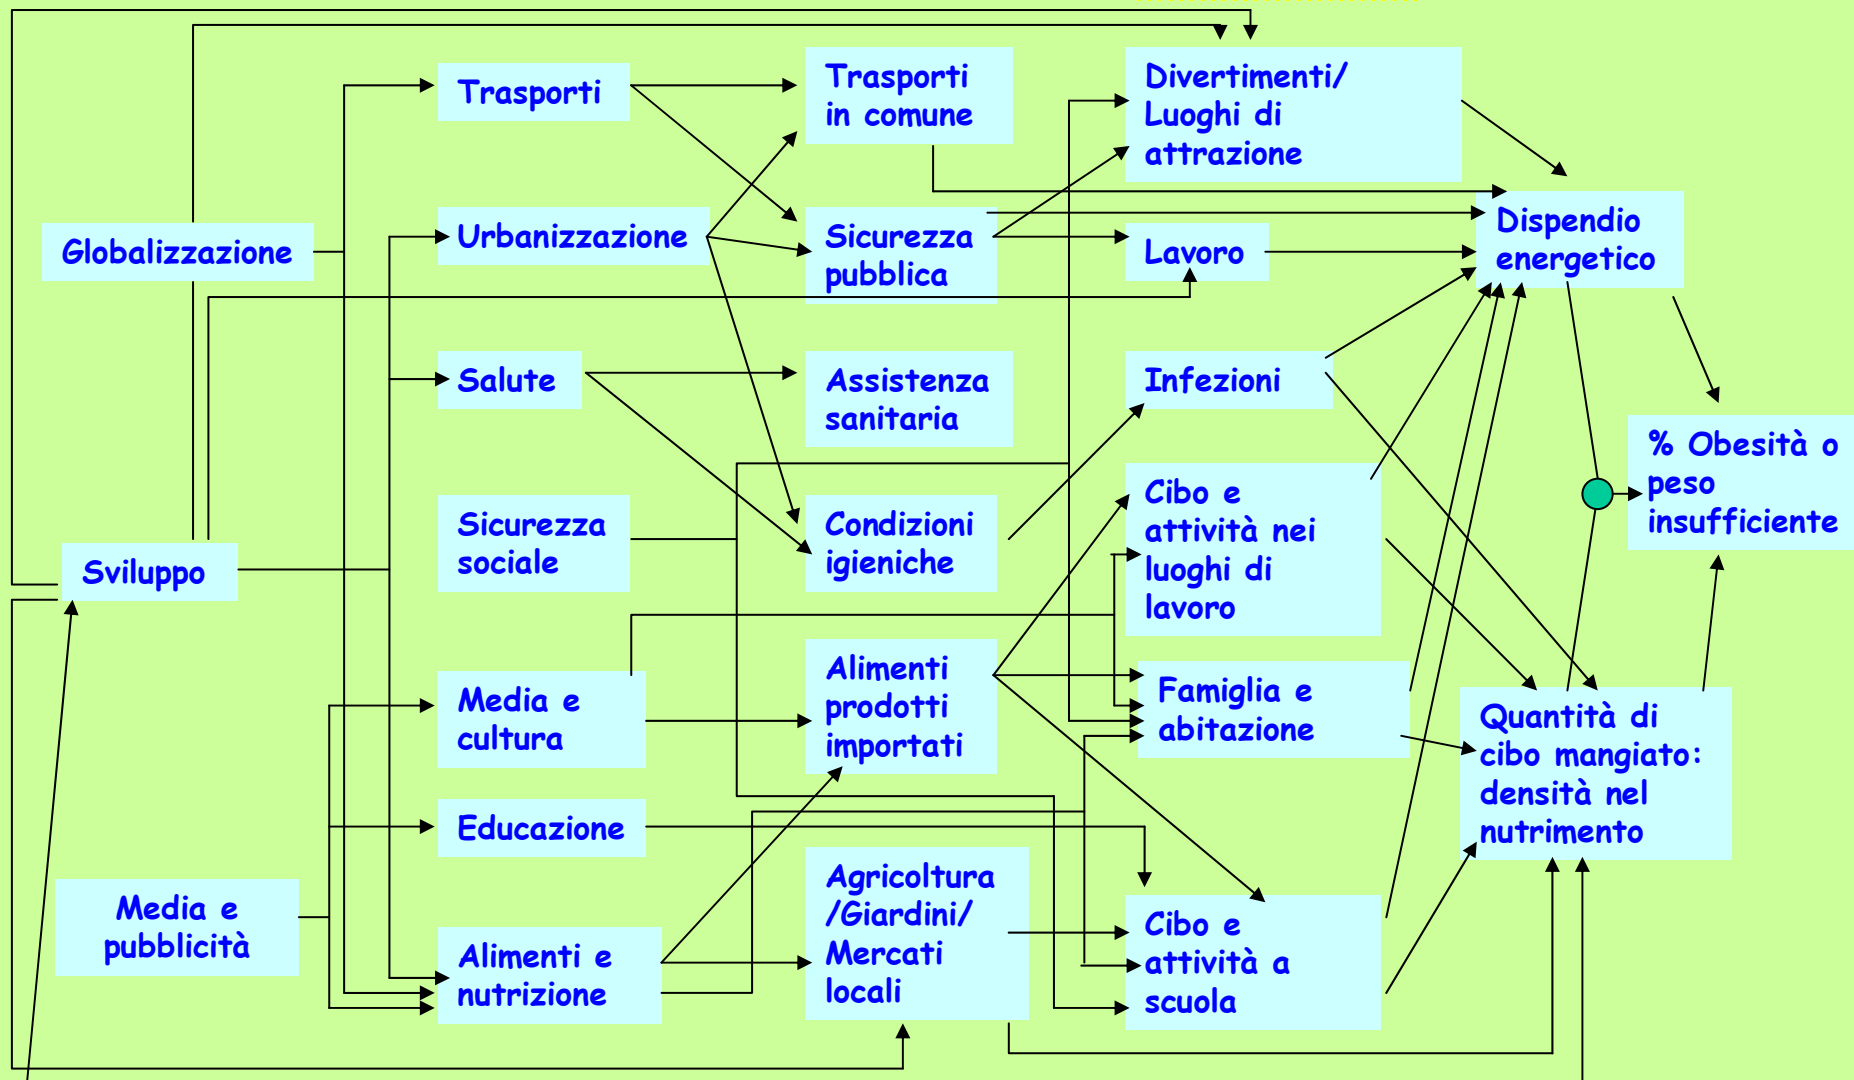 Globalizzazione
Sviluppo
Media e
pubblicità
Trasporti
Urbanizzazione
Salute
Sicurezza
sociale
Media e
cultura
Educazione
Alimenti e
nutrizione
Trasporti
in comune
Sicurezza
pubblica
Assistenza
sanitaria
Condizioni
igieniche
Alimenti
prodotti
importati
Agricoltura
/Giardini/
Mercati
locali
Divertimenti/
Luoghi di
attrazione
Lavoro
Infezioni
Cibo e
attività nei
luoghi di
lavoro
Famiglia e
abitazione
Cibo e
attività a
scuola
Dispendio
energetico
Quantità di
cibo mangiato:
densità nel
nutrimento
% Obesità o
peso
insufficiente